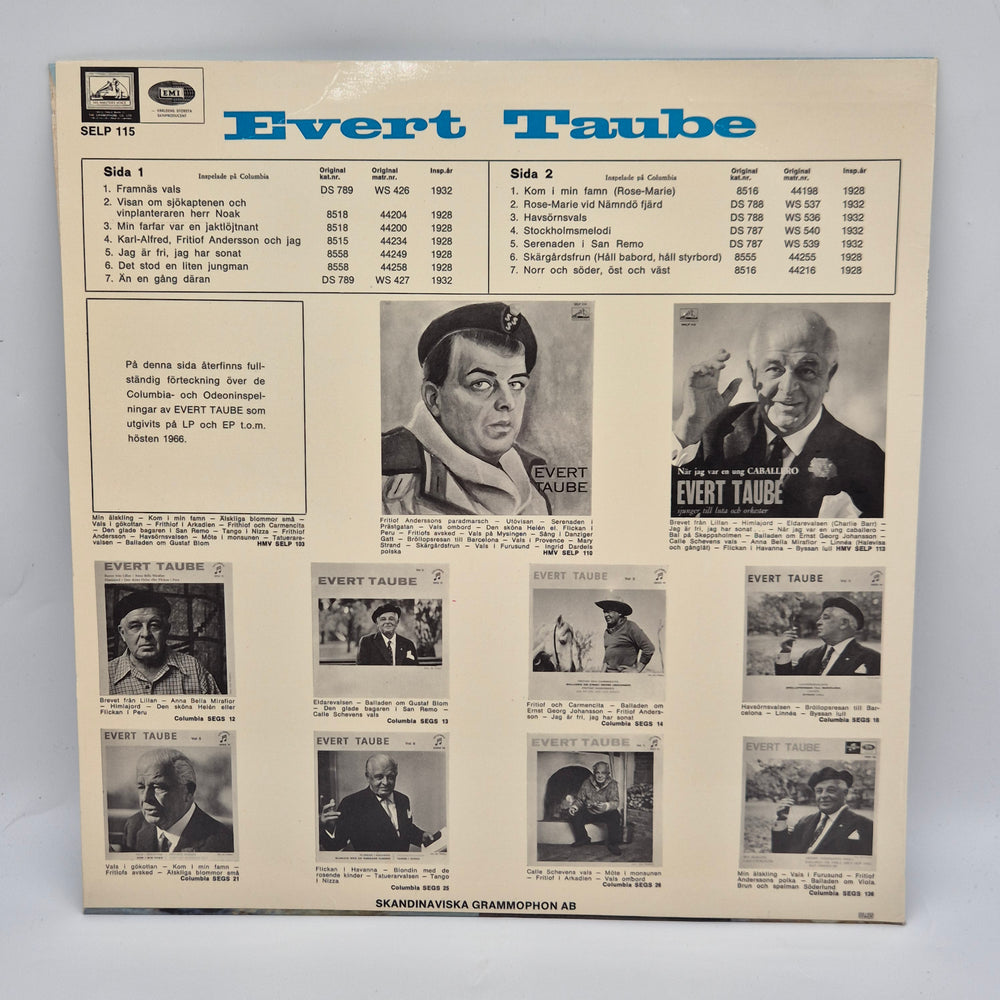 "HIS MASTER'S VOICE"
EMI
VÄRLDENS STÖRSTA
SKIVPRODUCENT
SELP 115
Evert Taube
Sida 1 Inspelade på Columbia Original kat.nr. Original matr.nr. Insp.år
1. Framnäs vals DS 789 WS 426 1932
2. Visan om sjökaptenen och
vinplanteraren herr Noak 8518 44204 1928
3. Min farfar var en jaktlöjtnant 8518 44200 1928
4. Karl-Alfred, Fritiof Andersson och jag 8515 44234 1928
5. Jag är fri, jag har sonat 8558 44249 1928
6. Det stod en liten jungman 8558 44258 1928
7. Än en gång däran DS 789 WS 427 1932
Sida 2 Inspelade på Columbia Original kat.nr. Original matr.nr. Insp.år
1. Kom i min famn (Rose-Marie) 8516 44198 1928
2. Rose-Marie vid Nämndö fjärd DS 788 WS 537 1932
3. Havsörnsvals DS 788 WS 536 1932
4. Stockholmsmelodi DS 787 WS 540 1932
5. Serenaden i San Remo DS 787 WS 539 1932
6. Skärgårdsfrun (Håll babord, håll styrbord) 8555 44255 1928
7. Norr och söder, öst och väst 8516 44216 1928
På denna sida återfinns full-
ständig förteckning över de
Columbia- och Odeoninspel-
ningar av EVERT TAUBE som
utgivits på LP och EP t.o.m.
hösten 1966.
Min älskling – Kom i min famn – Älskliga blommor små –
Vals i gökottan – Frithiof i Arkadien – Frithiof och Carmencita
– Den glade bagaren i San Remo – Tango i Nizza – Frithiof
Andersson – Havsörnsvalsen – Möte i monsunen – Tatuerare-
valsen – Balladen om Gustaf Blom
HMV SELP 103
EVERT
TAUBE
Fritiof Anderssons paradmarsch – Utövisan – Serenaden i
Prästgatan – Vals ombord – Den sköna Helén el. Flickan i
Peru – Fritiofs avsked – Vals på Mysingen – Sång i Danziger
Gatt – Bröllopsresan till Barcelona – Vals i Provence – Mary
Strand – Skärgårdsfrun – Vals i Furusund – Ingrid Dardels
polska HMV SELP 110
När jag var en ung CABALLERO
EVERT TAUBE
sjunger till luta och orkester
Brevet från Lillan – Himlajord – Eldarevalsen (Charlie Barr) –
Jag är fri, jag har sonat ... – När jag var en ung caballero –
Bal på Skeppsholmen – Balladen om Ernst Georg Johansson –
Calle Schevens vals – Anna Bella Mirafior – Linnéa (Halevisa
och gånglåt) – Flickan i Havanna – Byssan lull HMV SELP 113
EVERT TAUBE
Brevet från Lillan – Anna Bella Mirafior
– Himlajord – Den sköna Helén eller
Flickan i Peru
Columbia SEGS 12
EVERT TAUBE
Eldarevalsen – Balladen om Gustaf Blom
– Den glade bagaren i San Remo –
Calle Schevens vals Columbia SEGS 13
EVERT TAUBE
Fritiof och Carmencita – Balladen om
Ernst Georg Johansson – Fritiof Anders-
son – Jag är fri, jag har sonat
Columbia SEGS 14
EVERT TAUBE
Havsörnsvalsen – Bröllopsresan till Bar-
celona – Linnéa – Byssan lull
Columbia SEGS 16
EVERT TAUBE
Vals i gökottan – Kom i min famn –
Fritiofs avsked – Älskliga blommor små
Columbia SEGS 21
EVERT TAUBE
Flickan i Havanna – Blondin med de
rosende kinder – Tatuerarvalsen – Tango
i Nizza
Columbia SEGS 25
EVERT TAUBE
Calle Schevens vals – Möte i monsunen
– Fritiof i Arkadien – Vals ombord
Columbia SEGS 26
EVERT TAUBE
Min älskling – Vals i Furusund – Fritiof
Anderssons polska – Balladen om Viola,
Brun och spelman Söderlund
Columbia SEGS 136
SKANDINAVISKA GRAMMOPHON AB